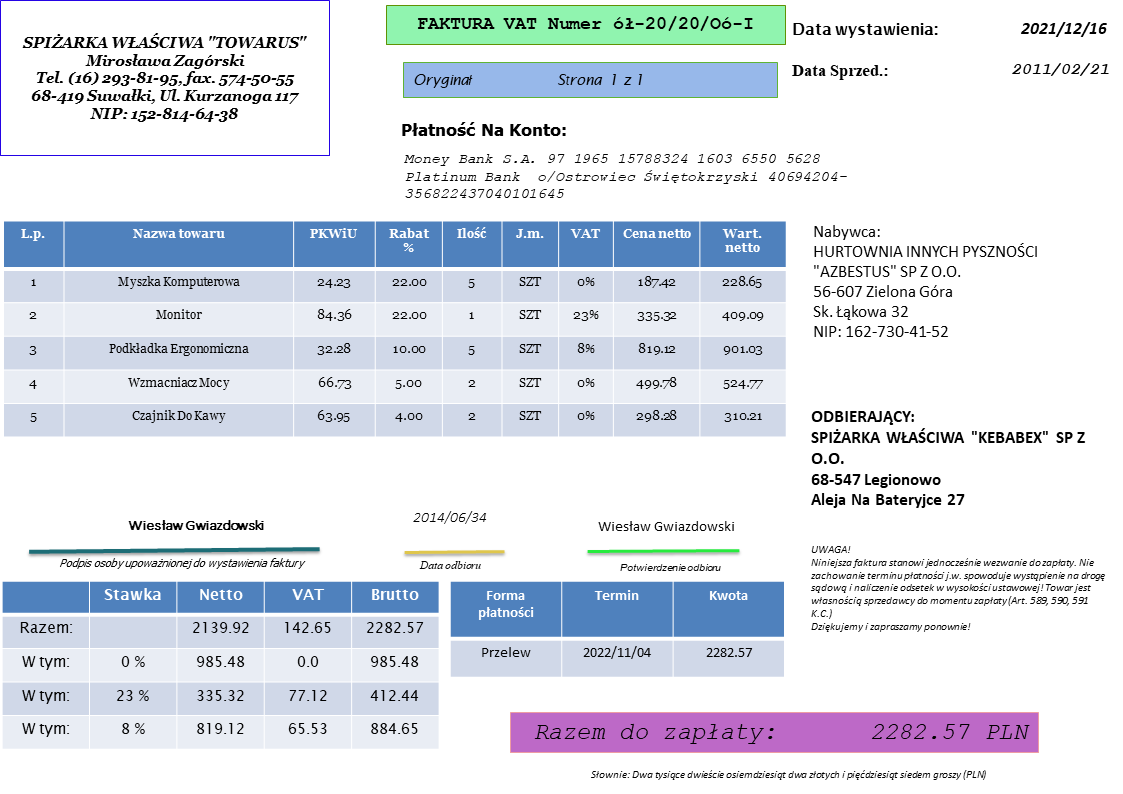 SPIŻARKA WŁAŚCIWA "TOWARUS"
Mirosława Zagórski
Tel. (16) 293-81-95, fax. 574-50-55
68-419 Suwałki, Ul. Kurzanoga 117
NIP: 152-814-64-38
FAKTURA VAT Numer óŁ-20/20/Oó-I
Oryginał Strona 1 z 1
Data wystawienia: 2021/12/16
Data Sprzed.: 2011/02/21
Płatność Na Konto:
Money Bank S.A. 97 1965 15788324 1603 6550 5628
Platinum Bank o/Ostrowiec Świętokrzyski 40694204-
356822437040101645
L.p. Nazwa towaru PKWiU Rabat % Ilość J.m. VAT Cena netto Wart. netto
1 Myszka Komputerowa 24.23 22.00 5 SZT 0% 187.42 228.65
2 Monitor 84.36 22.00 1 SZT 23% 335.32 409.09
3 Podkładka Ergonomiczna 32.28 10.00 5 SZT 8% 819.12 901.03
4 Wzmacniacz Mocy 66.73 5.00 2 SZT 0% 499.78 524.77
5 Czajnik Do Kawy 63.95 4.00 2 SZT 0% 298.28 310.21
Nabywca:
HURTOWNIA INNYCH PYSZNOŚCI
"AZBESTUS" SP Z O.O.
56-607 Zielona Góra
Sk. Łąkowa 32
NIP: 162-730-41-52
ODBIERAJĄCY:
SPIŻARKA WŁAŚCIWA "KEBABEX" SP Z
O.O.
68-547 Legionowo
Aleja Na Bateryjce 27
Wiesław Gwiazdowski
Podpis osoby upoważnionej do wystawienia faktury
2014/06/34
Data odbioru
Wiesław Gwiazdowski
Potwierdzenie odbioru
UWAGA!
Niniejsza faktura stanowi jednocześnie wezwanie do zapłaty. Nie
zachowanie terminu płatności j.w. spowoduje wystąpienie na drogę
sądową i naliczenie odsetek w wysokości ustawowej! Towar jest
własnością sprzedawcy do momentu zapłaty (Art. 589, 590, 591
K.C.)
Dziękujemy i zapraszamy ponownie!
Stawka Netto VAT Brutto
Razem: 2139.92 142.65 2282.57
W tym: 0 % 985.48 0.0 985.48
W tym: 23 % 335.32 77.12 412.44
W tym: 8 % 819.12 65.53 884.65
Forma płatności Termin Kwota
Przelew 2022/11/04 2282.57
Razem do zapłaty: 2282.57 PLN
Słownie: Dwa tysiące dwieście osiemdziesiąt dwa złotych i pięćdziesiąt siedem groszy (PLN)